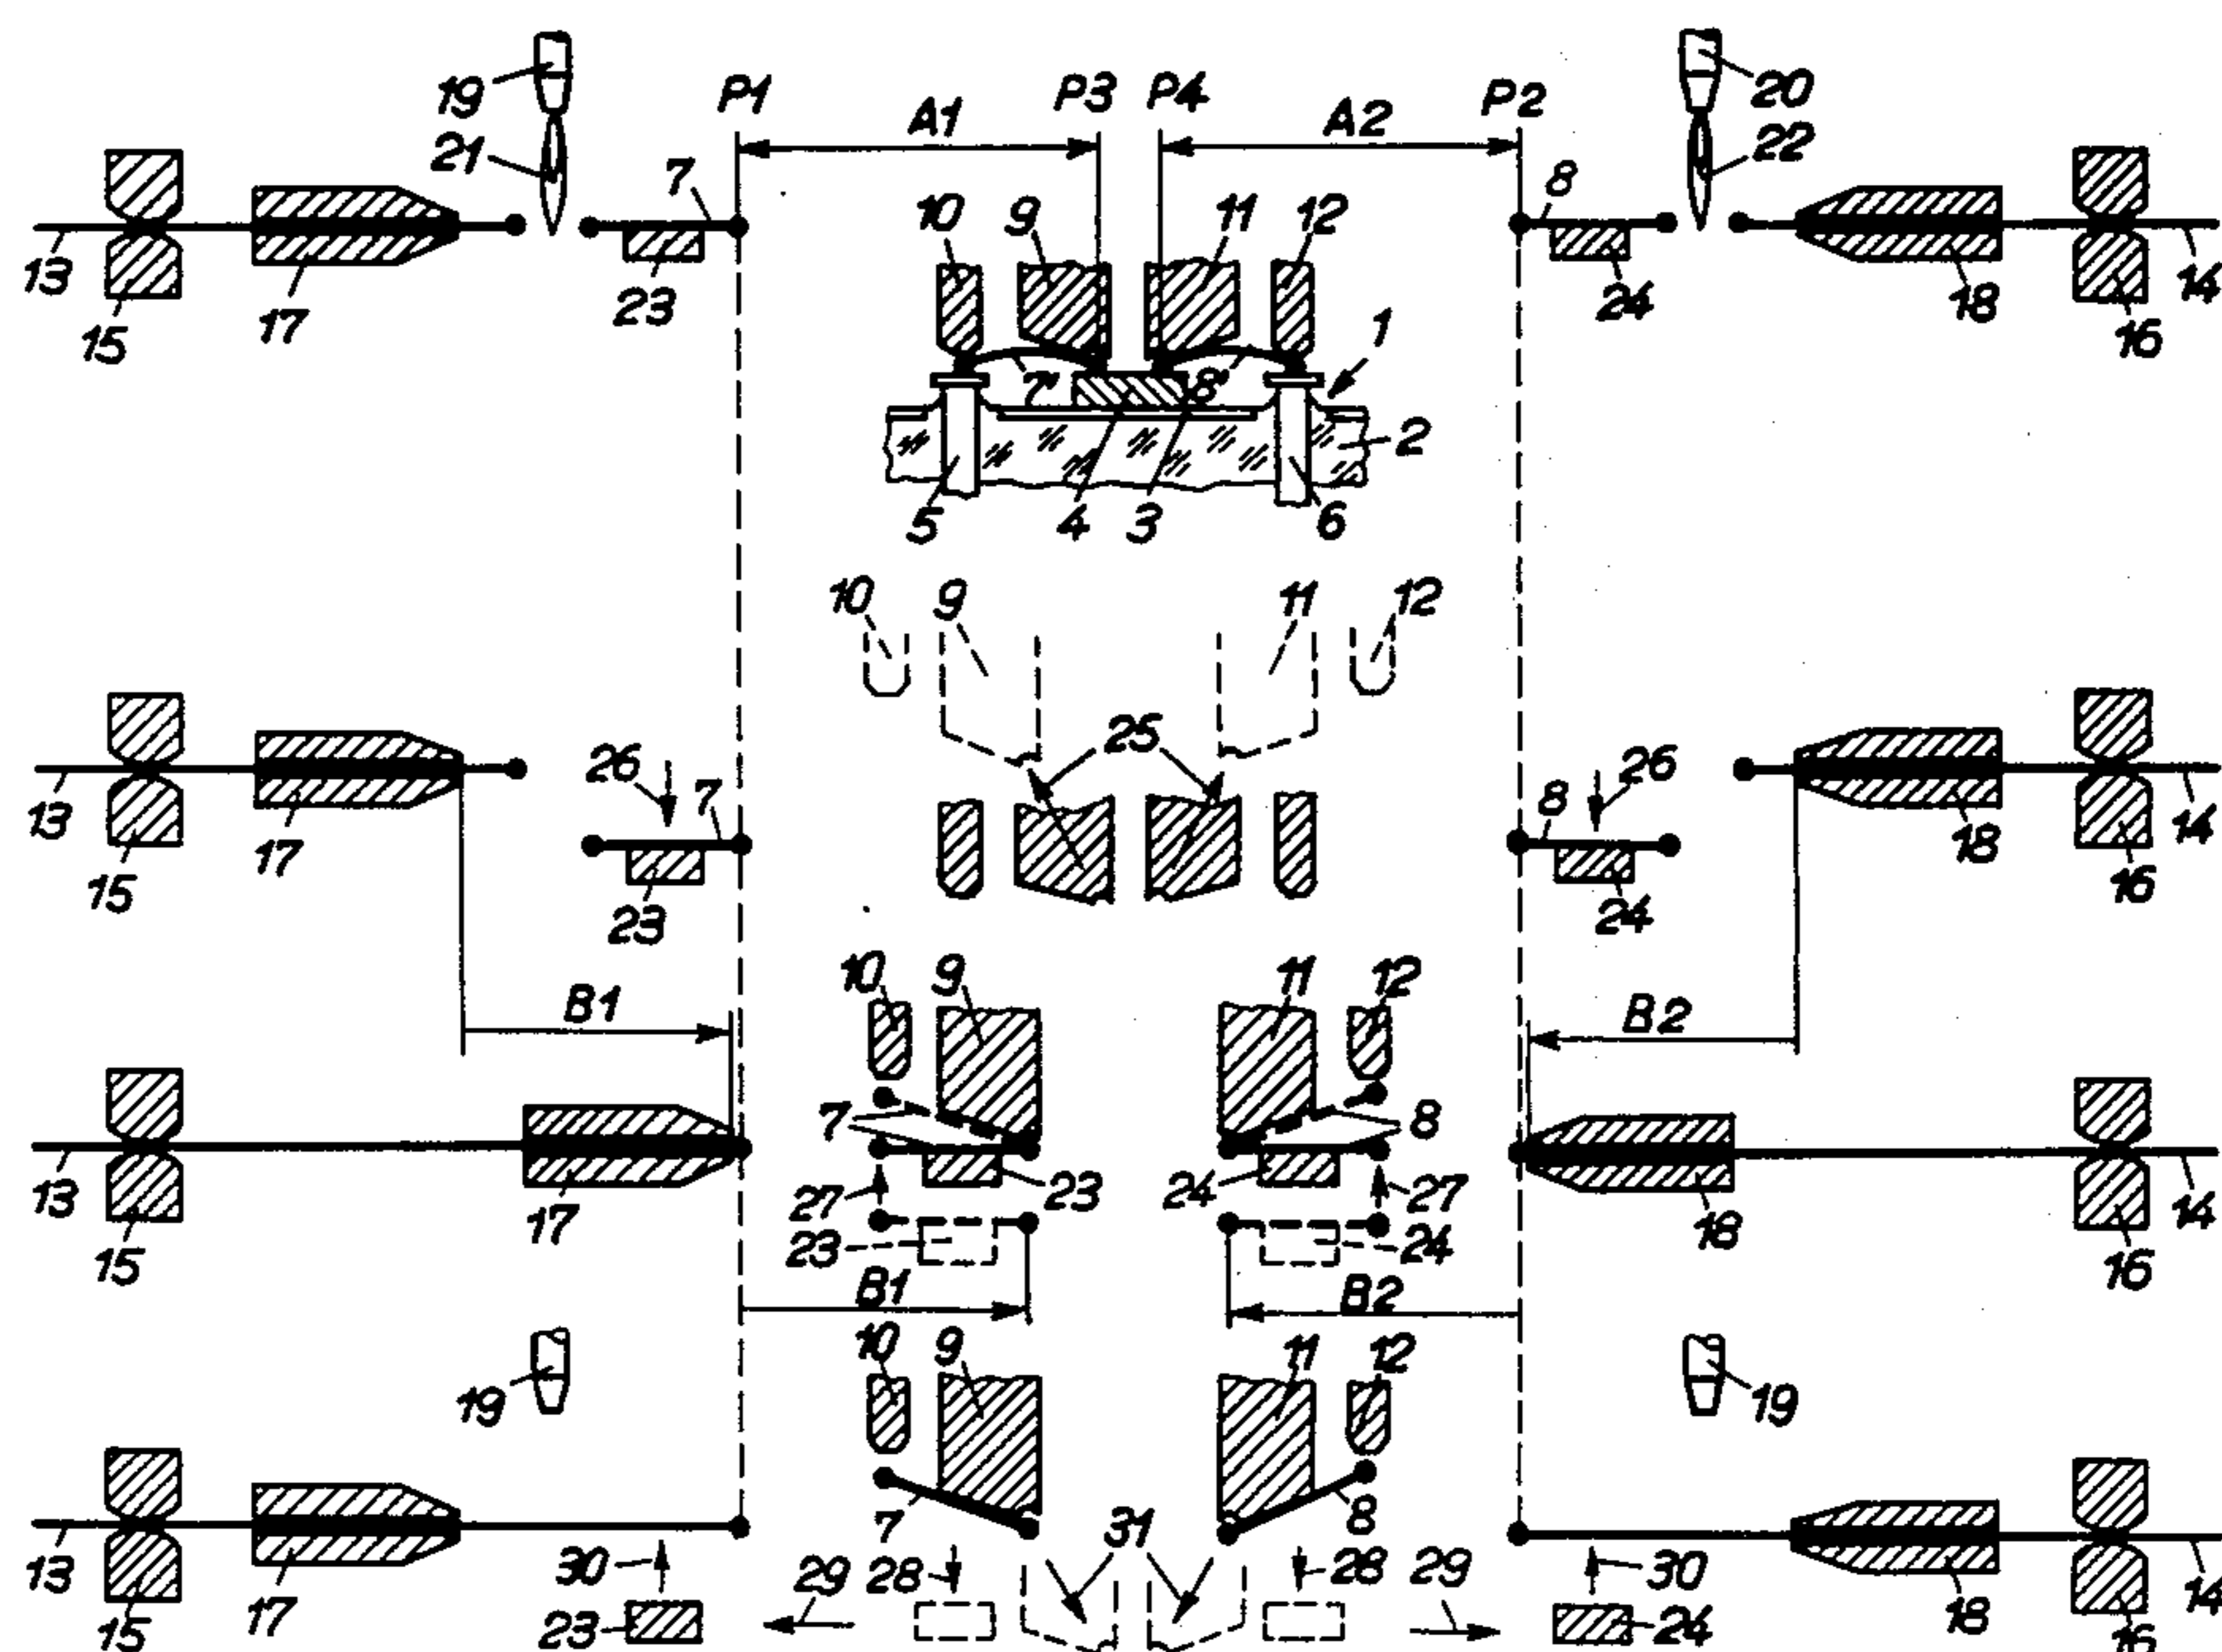 19 P1 A1 P3 P4 A2 P2 20
21 7 8 22
10 9 11 12
13 15 17 23 24 18 16 14
1
7' 8'
2
5 4 3 6
10 9 11 12
25
26 7 8 26
13 15 17 23 24 18 16 14
B1 10 9 11 12 B2
7 8
13 15 17 27 23 24 27 18 16 14
23 24
B1 B2
19 10 9 11 12 19
7 8
13 15 17 30 29 28 31 28 29 30 18 16 14
23 24